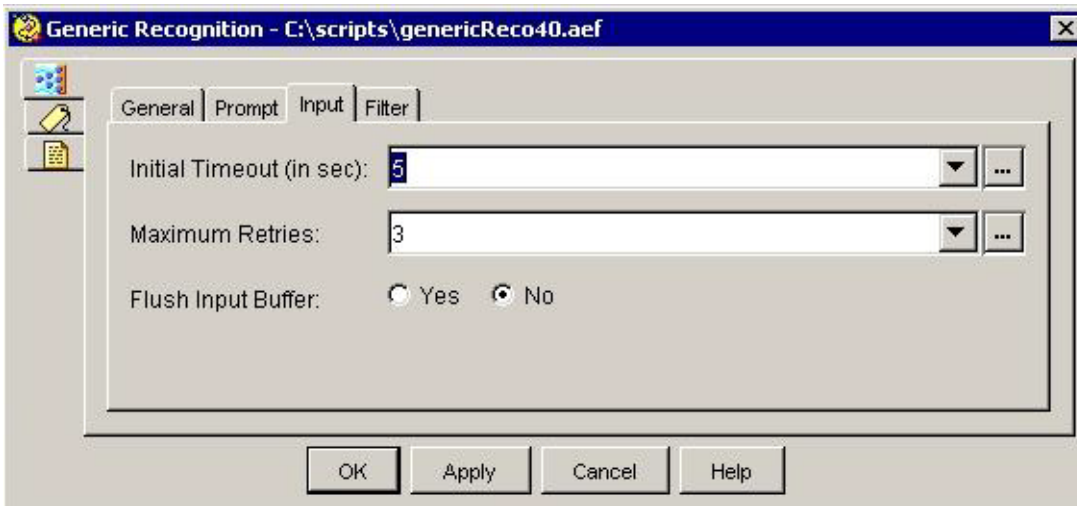 Generic Recognition - C:\scripts\genericReco40.aef
General Prompt Input Filter
Initial Timeout (in sec): 5 ...
Maximum Retries: 3 ...
Flush Input Buffer: Yes No
OK Apply Cancel Help